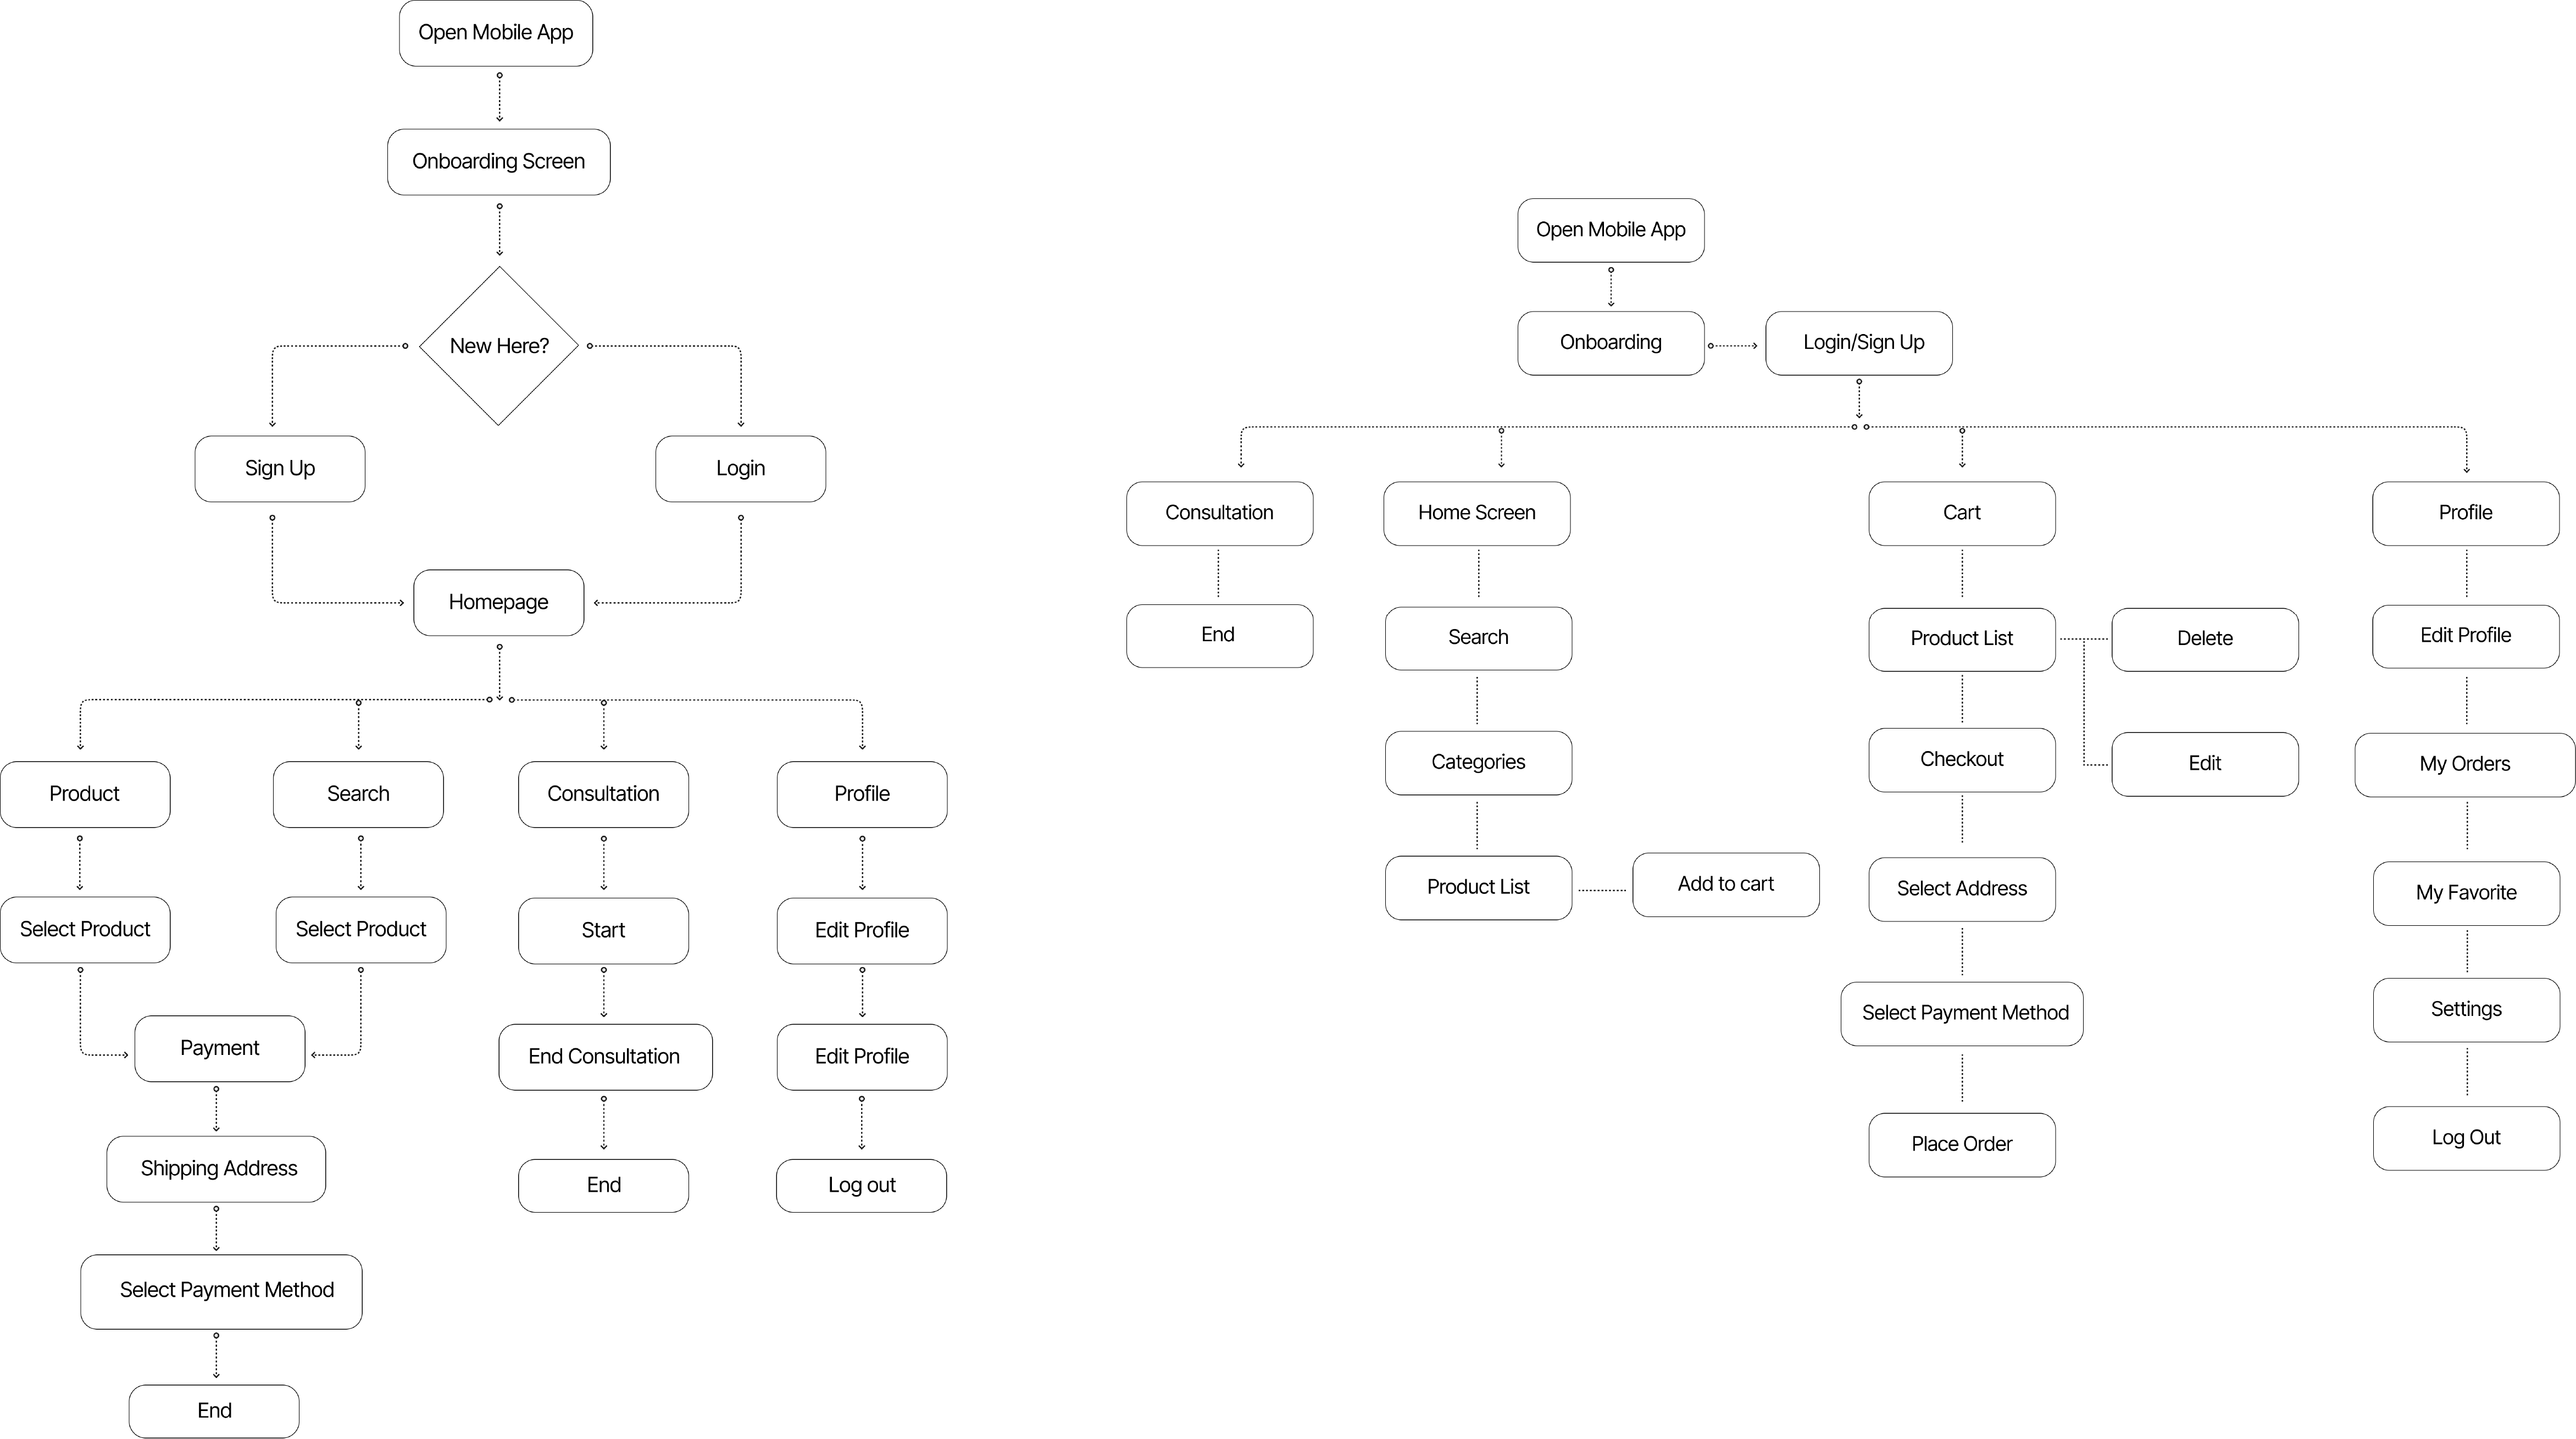 Open Mobile App
Onboarding Screen
New Here?
Sign Up
Login
Homepage
Product
Search
Consultation
Profile
Select Product
Select Product
Start
Edit Profile
Payment
End Consultation
Edit Profile
Shipping Address
End
Log out
Select Payment Method
End
Open Mobile App
Onboarding
Login/Sign Up
Consultation
Home Screen
Cart
Profile
End
Search
Product List
Delete
Edit Profile
Categories
Checkout
Edit
My Orders
Product List
Add to cart
Select Address
My Favorite
Select Payment Method
Settings
Place Order
Log Out